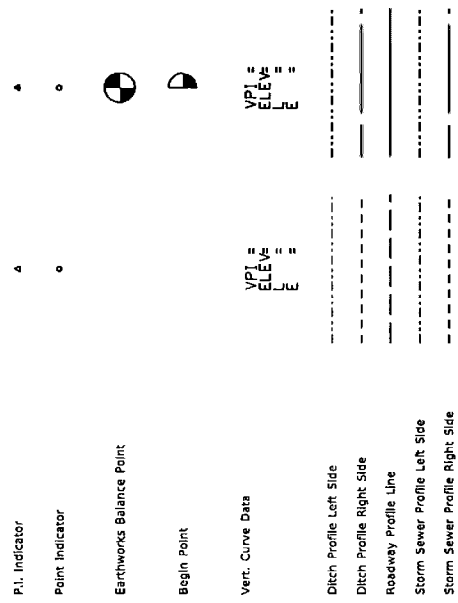 P.I. Indicator
Point Indicator
Earthworks Balance Point
Begin Point
Vert. Curve Data
VPI =
ELEV=
L =
E =
VPI =
ELEV=
L =
E =
Ditch Profile Left Side
Ditch Profile Right Side
Roadway Profile Line
Storm Sewer Profile Left Side
Storm Sewer Profile Right Side